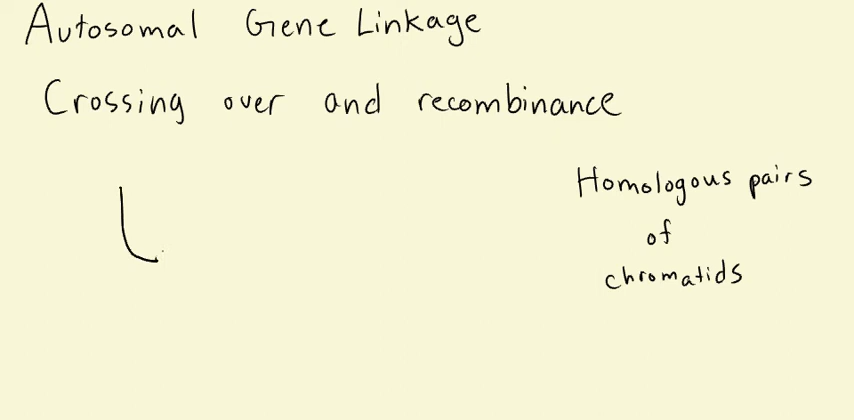 Autosomal Gene Linkage
Crossing over and recombinance
Homologous pairs
of
chromatids